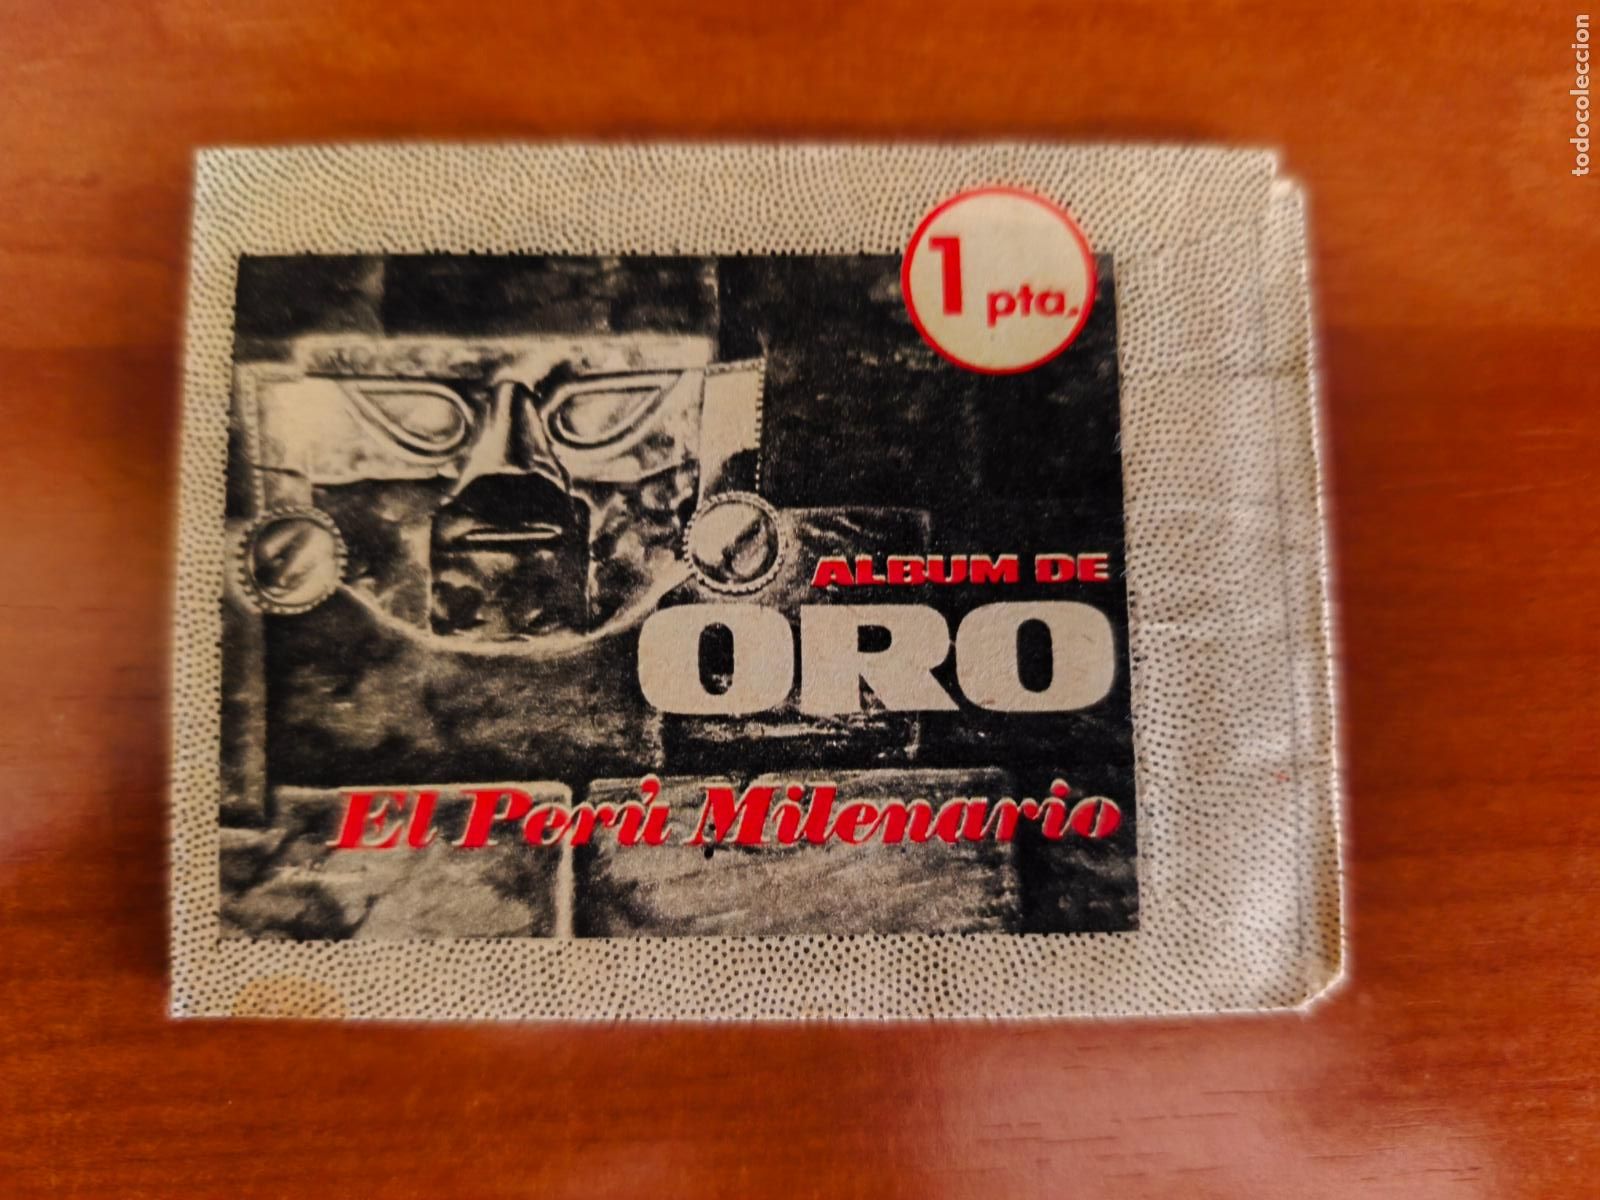 1 pta.
ALBUM DE
ORO
El Perú Milenario
todocoleccion